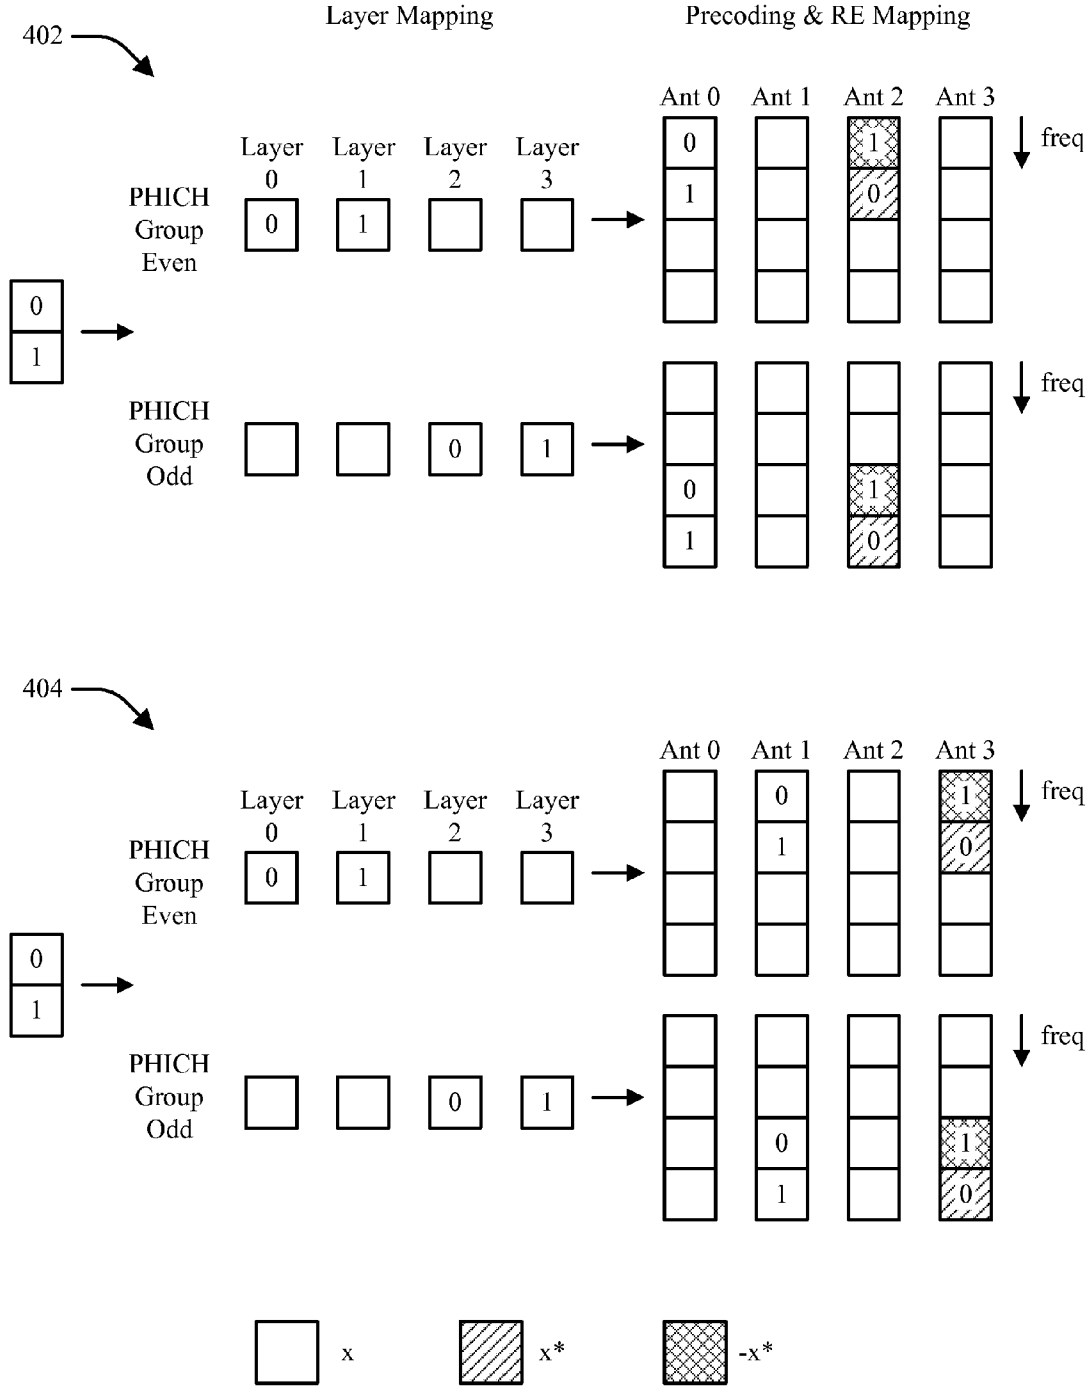 Layer Mapping Precoding & RE Mapping
402
Ant 0 Ant 1 Ant 2 Ant 3
0 1 freq
Layer Layer Layer Layer
0 1 2 3
1 0
PHICH
Group
Even
0 1
0
1
0 1
PHICH
Group
Odd
freq
0 1
0 1
1 0
404
Ant 0 Ant 1 Ant 2 Ant 3
0 1 freq
Layer Layer Layer Layer
0 1 2 3
1 0
PHICH
Group
Even
0 1
0
1
PHICH
Group
Odd
freq
0 1
0 1
1 0
x x* -x*